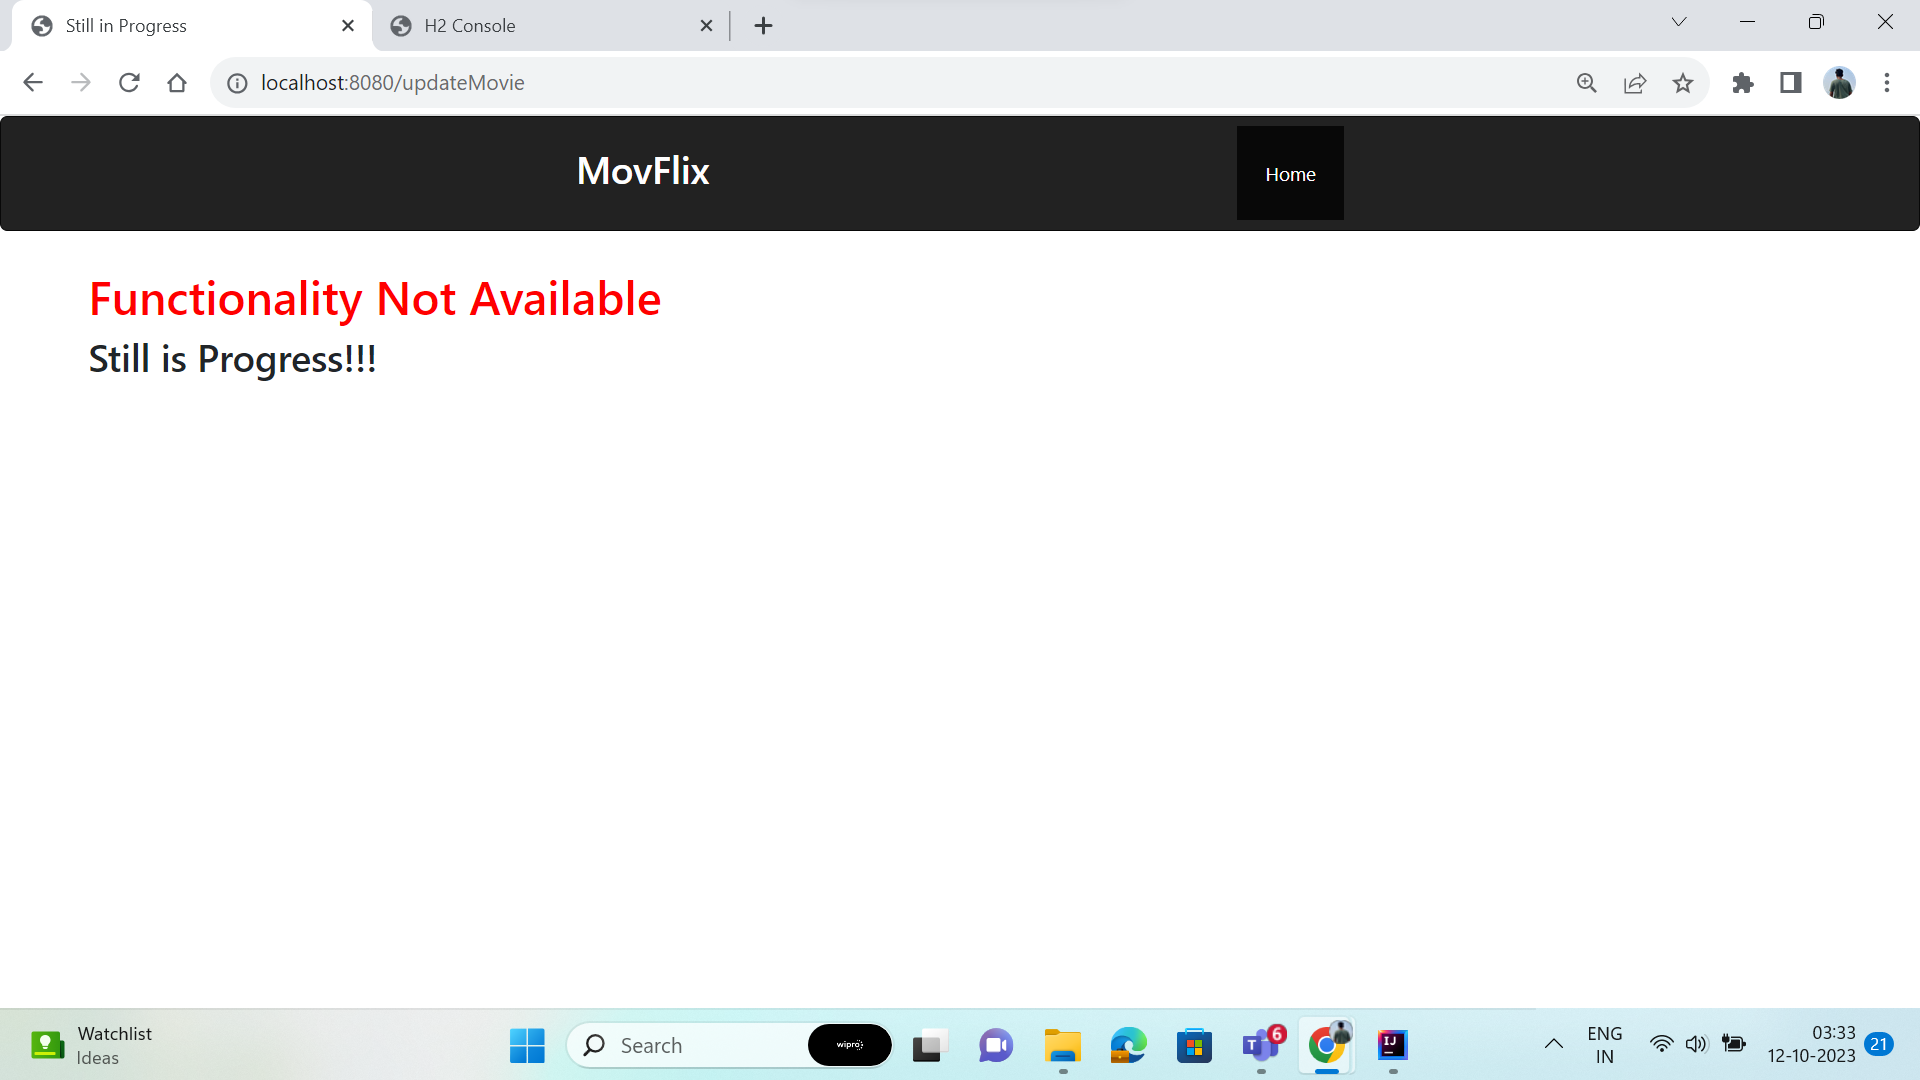 Still in Progress
H2 Console
localhost:8080/updateMovie
MovFlix
Home
Functionality Not Available
Still is Progress!!!
Watchlist
Ideas
Search
wipro
T
6
IJ
ENG
IN
03:33
12-10-2023
21